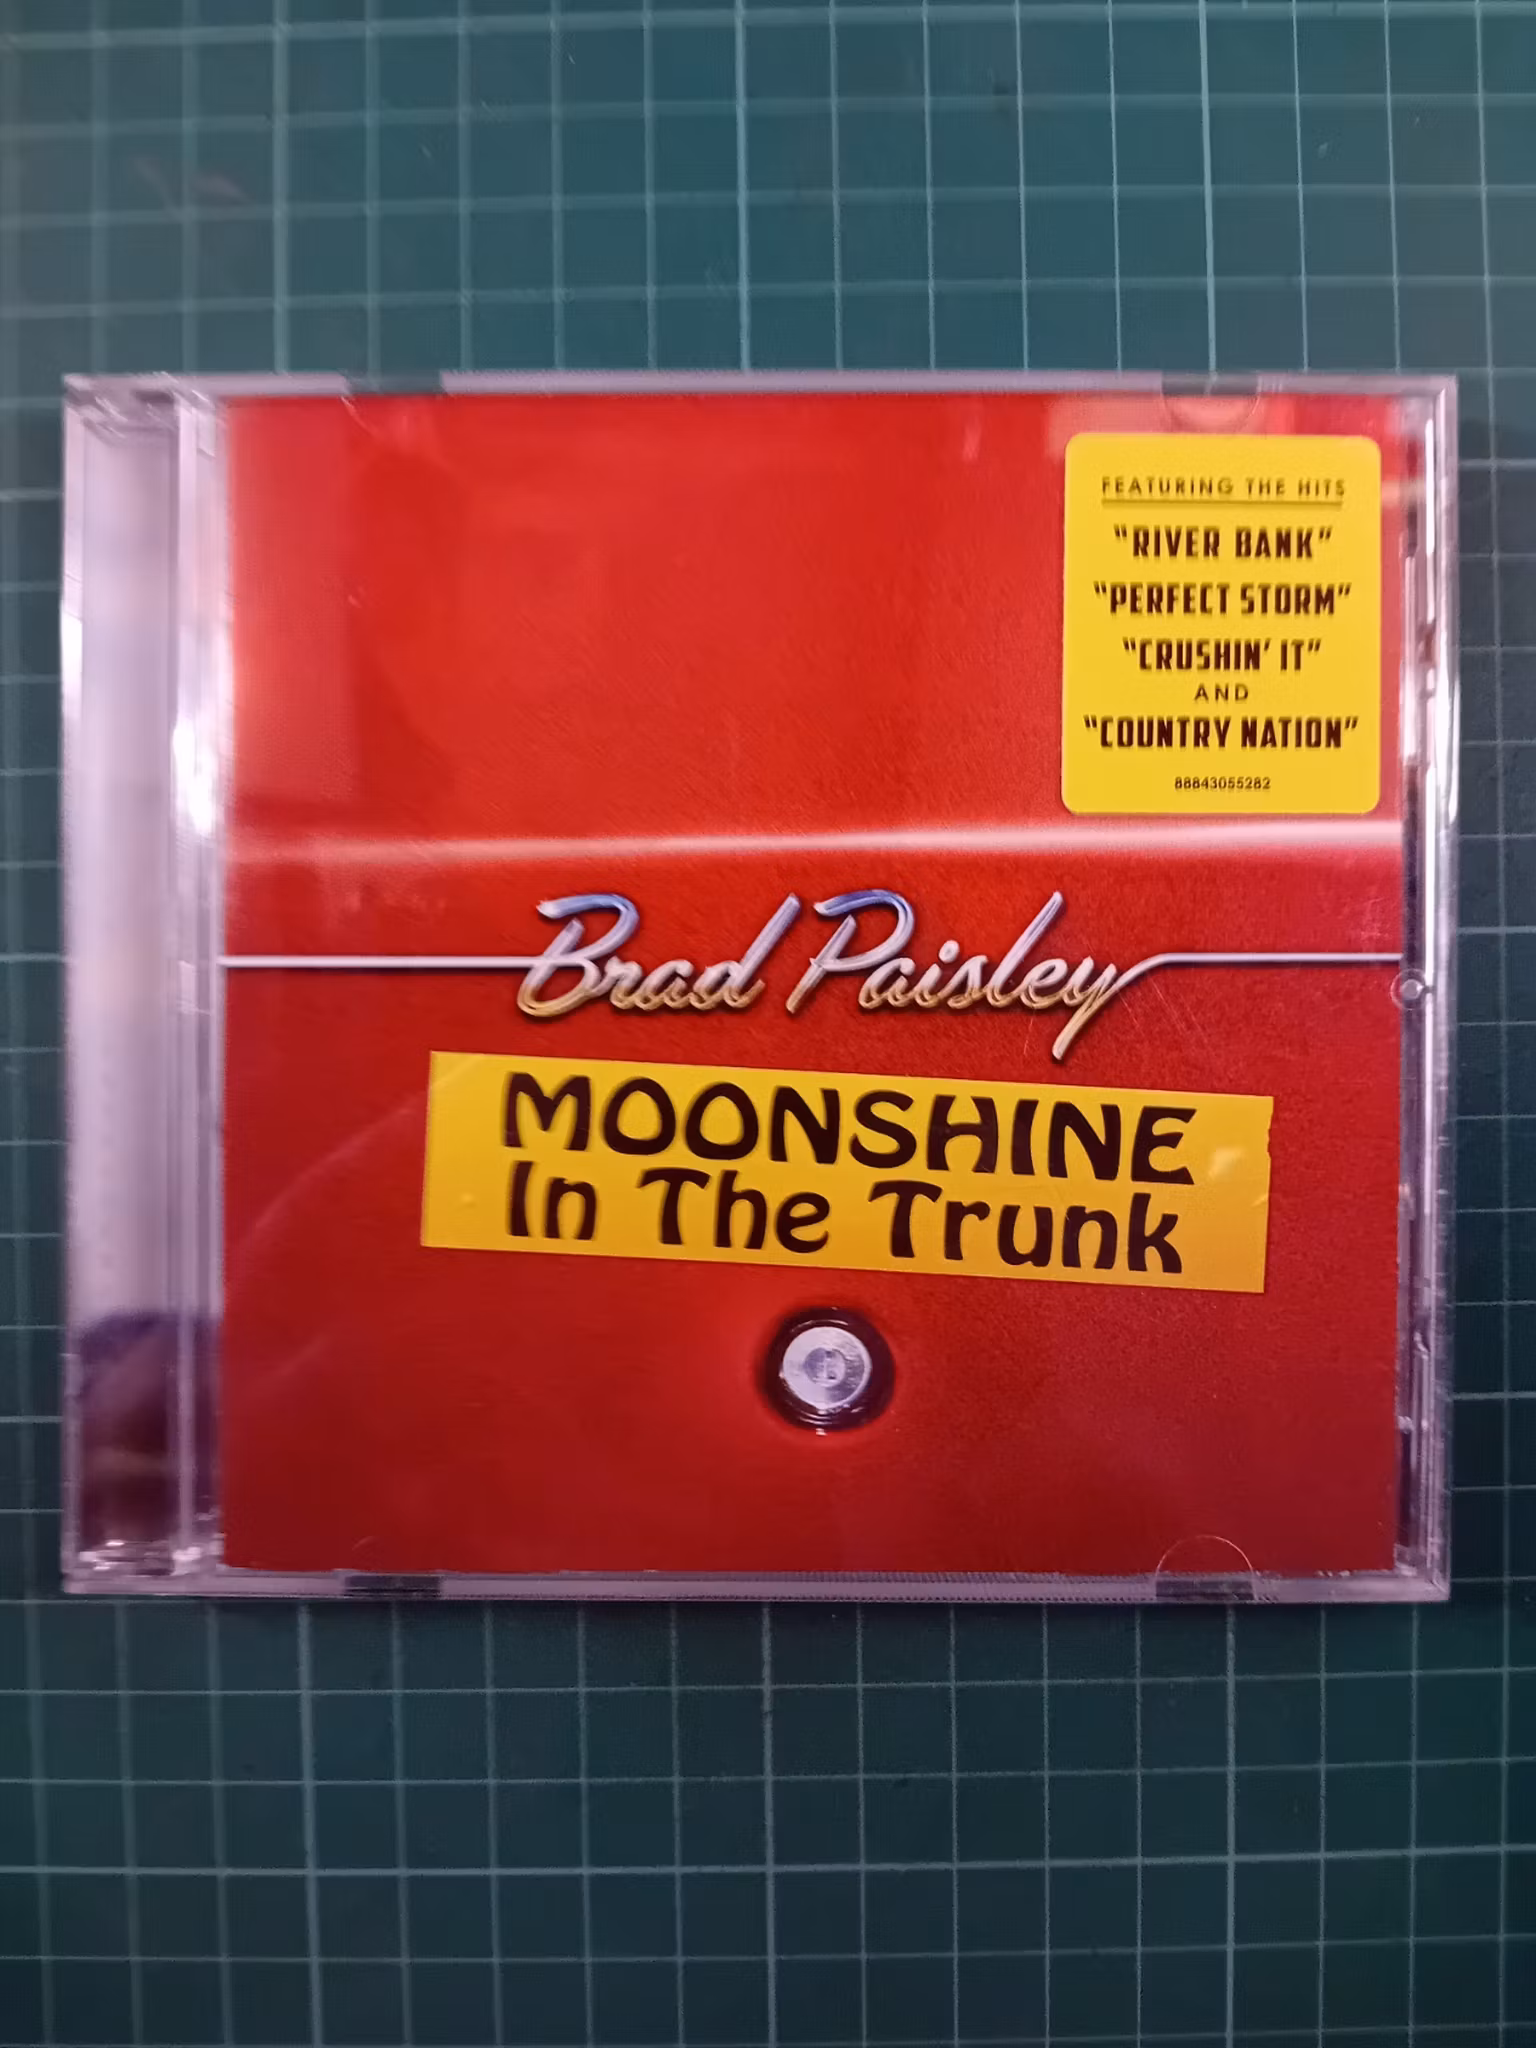 FEATURING THE HITS
"RIVER BANK"
"PERFECT STORM"
"CRUSHIN' IT"
AND
"COUNTRY NATION"
88843055282
Brad Paisley
MOONSHINE
In The Trunk